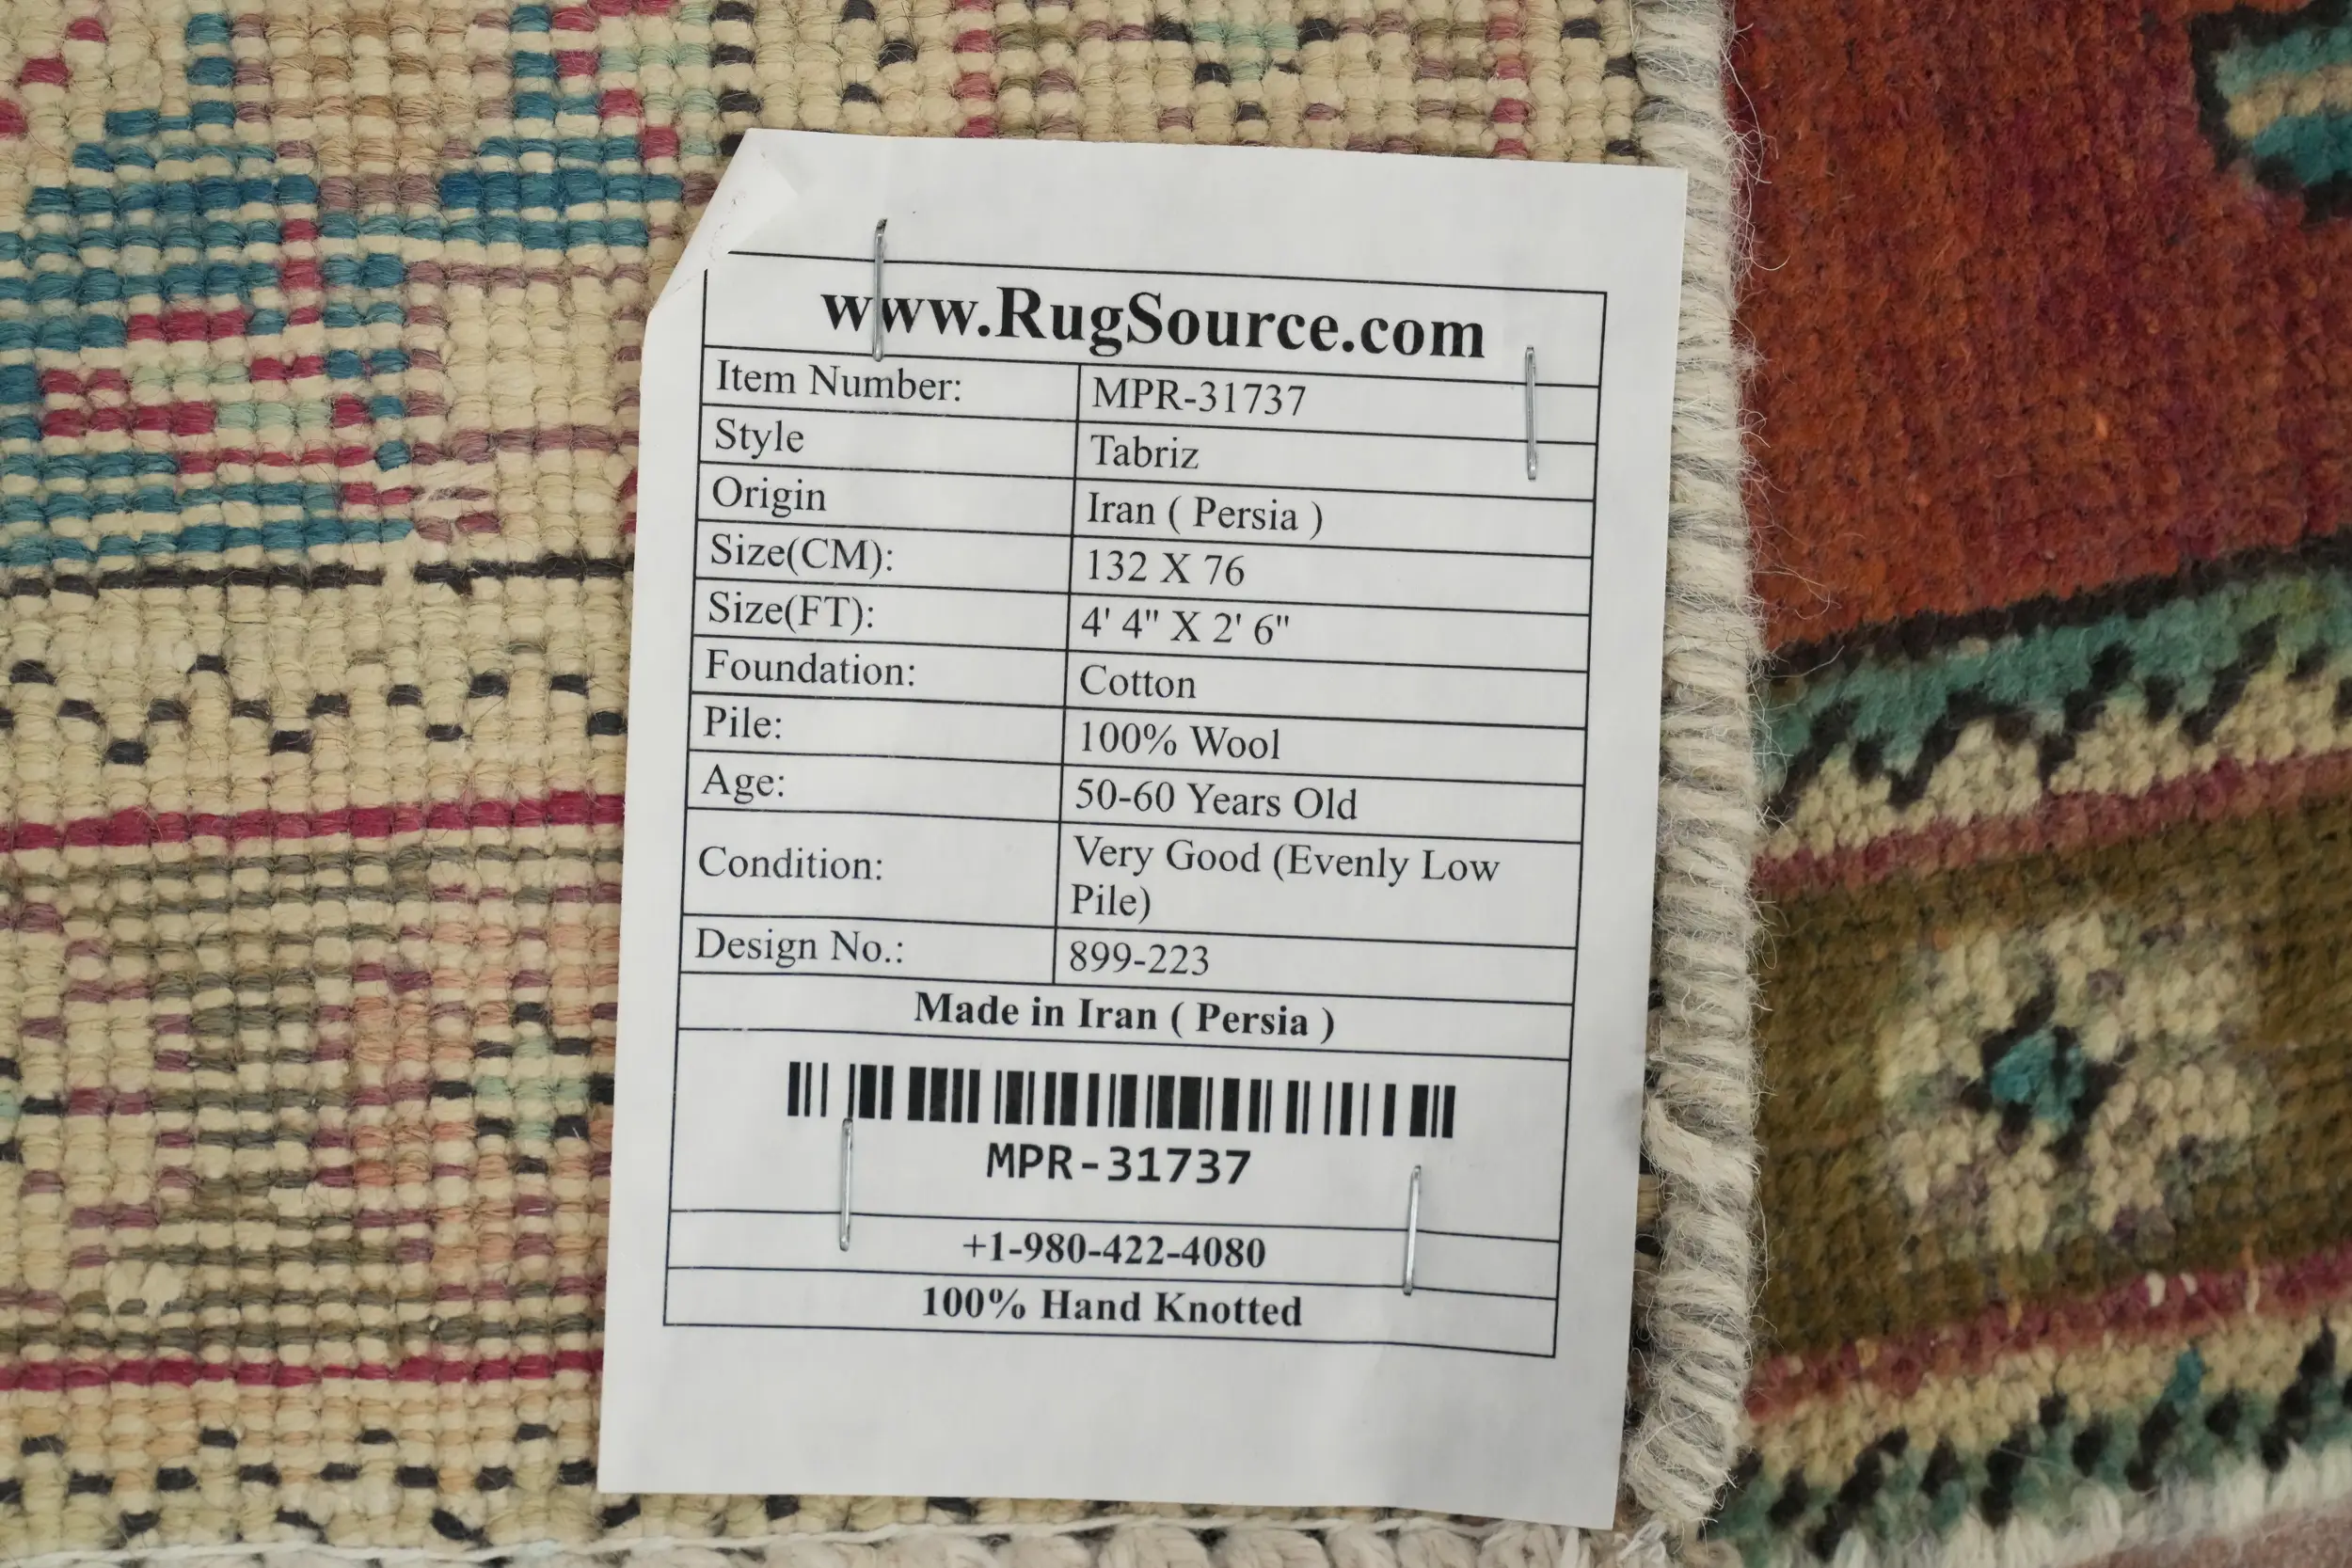 www.RugSource.com
Item Number: MPR-31737
Style Tabriz
Origin Iran ( Persia )
Size(CM): 132 X 76
Size(FT): 4' 4" X 2' 6"
Foundation: Cotton
Pile: 100% Wool
Age: 50-60 Years Old
Condition: Very Good (Evenly Low
Pile)
Design No.: 899-223
Made in Iran ( Persia )
MPR-31737
+1-980-422-4080
100% Hand Knotted